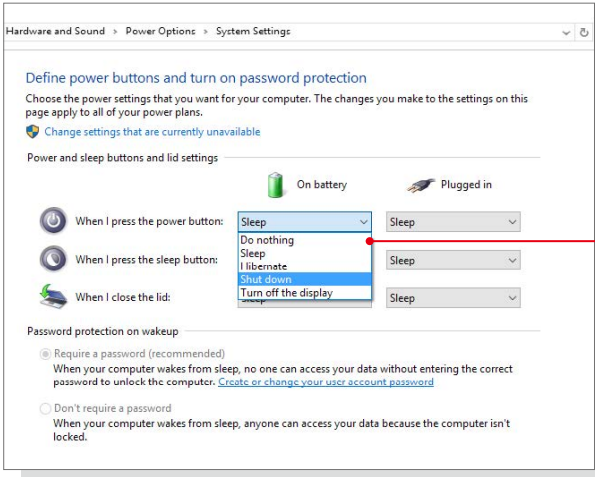 Hardware and Sound > Power Options > System Settings
Define power buttons and turn on password protection
Choose the power settings that you want for your computer. The changes you make to the settings on this
page apply to all of your power plans.
Change settings that are currently unavailable
Power and sleep buttons and lid settings
On battery Plugged in
When I press the power button: Sleep Sleep
Do nothing
Sleep
When I press the sleep button: Sleep
Hibernate
Shut down
When I close the lid: Sleep
Turn off the display
Password protection on wakeup
Require a password (recommended)
When your computer wakes from sleep, no one can access your data without entering the correct
password to unlock the computer. Create or change your user account password
Don't require a password
When your computer wakes from sleep, anyone can access your data because the computer isn't
locked.